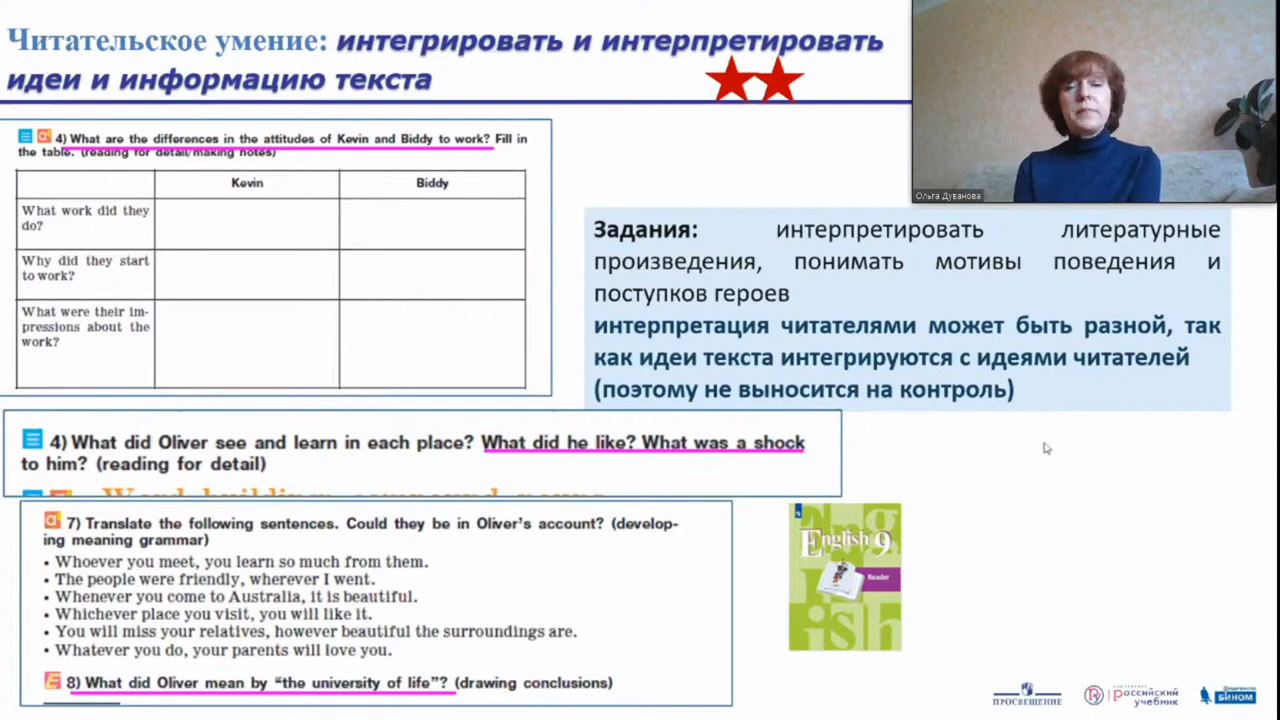 Читательское умение: интегрировать и интерпретировать
идеи и информацию текста
4) What are the differences in the attitudes of Kevin and Biddy to work? Fill in
the table. (reading for detail/making notes)
Kevin
Biddy
What work did they
do?
Why did they start
to work?
What were their im-
pressions about the
work?
Ольга Дуванова
Задания: интерпретировать литературные
произведения, понимать мотивы поведения и
поступков героев
интерпретация читателями может быть разной, так
как идеи текста интегрируются с идеями читателей
(поэтому не выносится на контроль)
4) What did Oliver see and learn in each place? What did he like? What was a shock
to him? (reading for detail)
7) Translate the following sentences. Could they be in Oliver's account? (develop-
ing meaning grammar)
• Whoever you meet, you learn so much from them.
• The people were friendly, wherever I went.
• Whenever you come to Australia, it is beautiful.
• Whichever place you visit, you will like it.
• You will miss your relatives, however beautiful the surroundings are.
• Whatever you do, your parents will love you.
8) What did Oliver mean by “the university of life”? (drawing conclusions)
English 9
Reader
ПРОСВЕЩЕНИЕ
российский
учебник
БИНОМ